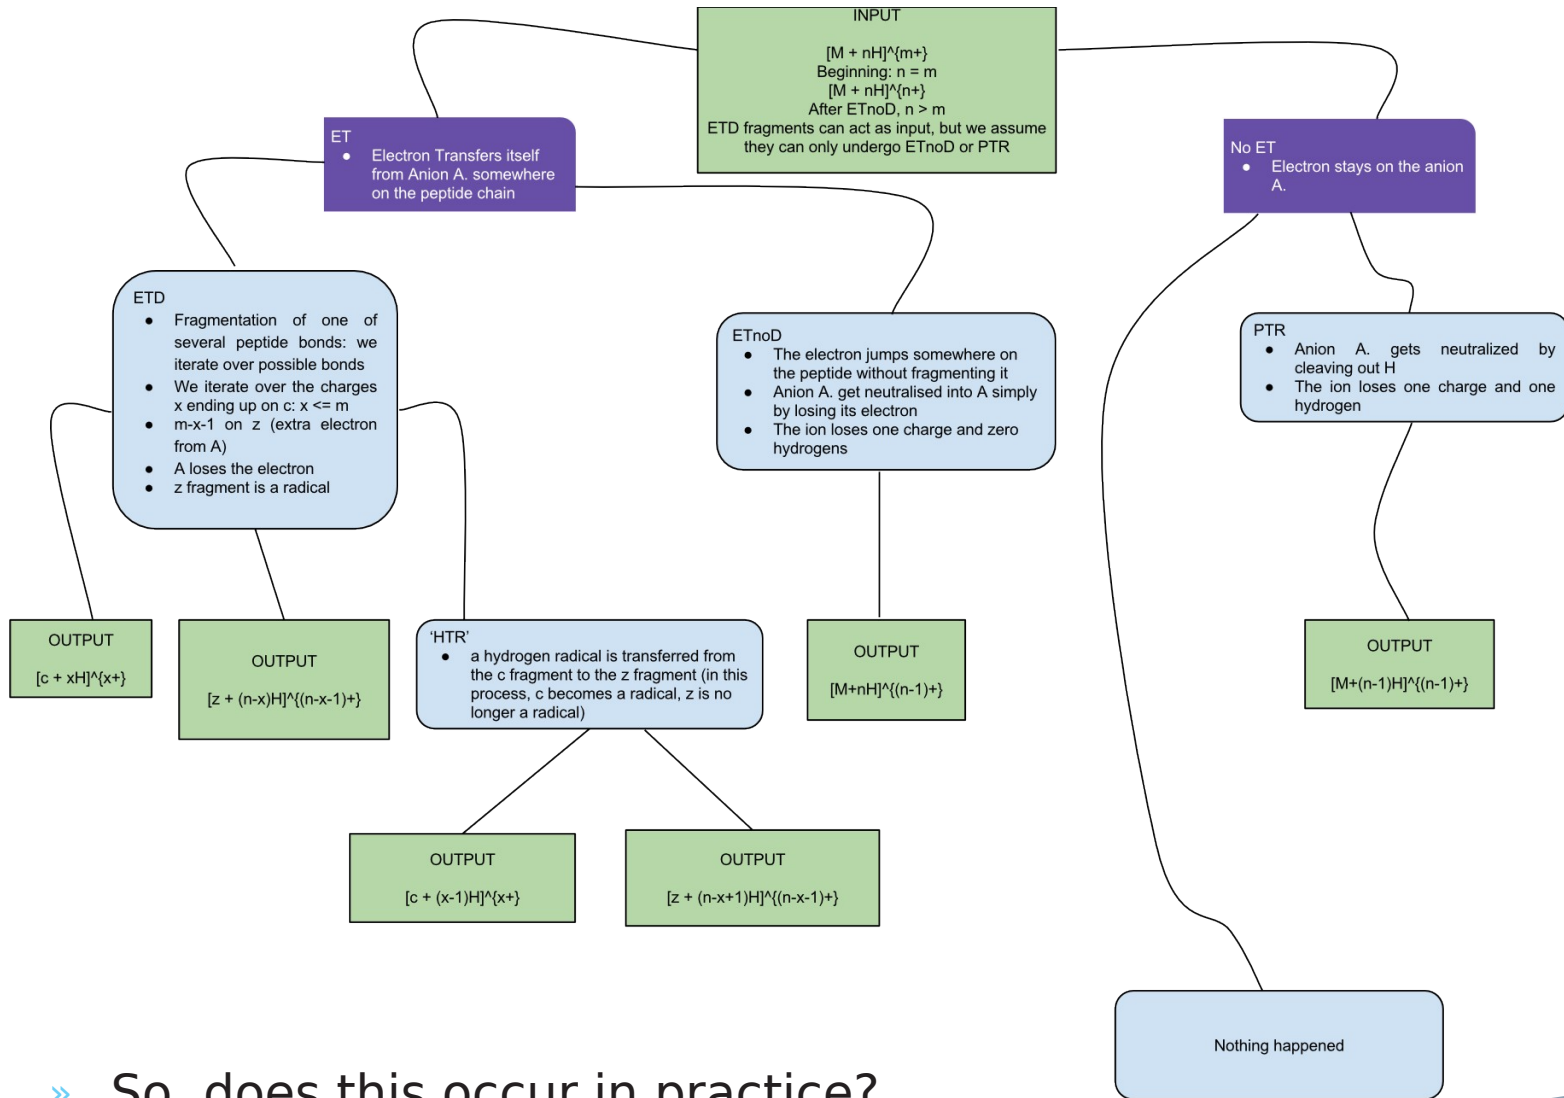 INPUT
[M + nH]^{m+}
Beginning: n = m
[M + nH]^{n+}
After ETnoD, n > m
ETD fragments can act as input, but we assume
they can only undergo ETnoD or PTR
ET
● Electron Transfers itself
from Anion A. somewhere
on the peptide chain
No ET
● Electron stays on the anion
A.
ETD
● Fragmentation of one of
several peptide bonds: we
iterate over possible bonds
● We iterate over the charges
x ending up on c: x <= m
● m-x-1 on z (extra electron
from A)
● A loses the electron
● z fragment is a radical
ETnoD
● The electron jumps somewhere on
the peptide without fragmenting it
● Anion A. get neutralised into A simply
by losing its electron
● The ion loses one charge and zero
hydrogens
PTR
● Anion A. gets neutralized by
cleaving out H
● The ion loses one charge and one
hydrogen
OUTPUT
[c + xH]^{x+}
OUTPUT
[z + (n-x)H]^{(n-x-1)+}
‘HTR’
● a hydrogen radical is transferred from
the c fragment to the z fragment (in this
process, c becomes a radical, z is no
longer a radical)
OUTPUT
[M+nH]^{(n-1)+}
OUTPUT
[M+(n-1)H]^{(n-1)+}
OUTPUT
[c + (x-1)H]^{x+}
OUTPUT
[z + (n-x+1)H]^{(n-x-1)+}
Nothing happened
» So, does this occur in practice?